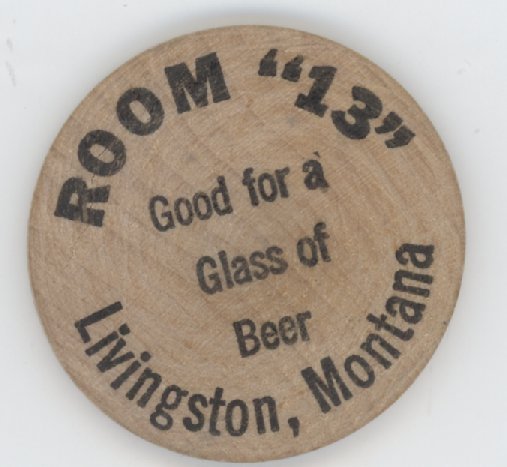 ROOM “13”
Good for a
Glass of
Beer
Livingston, Montana